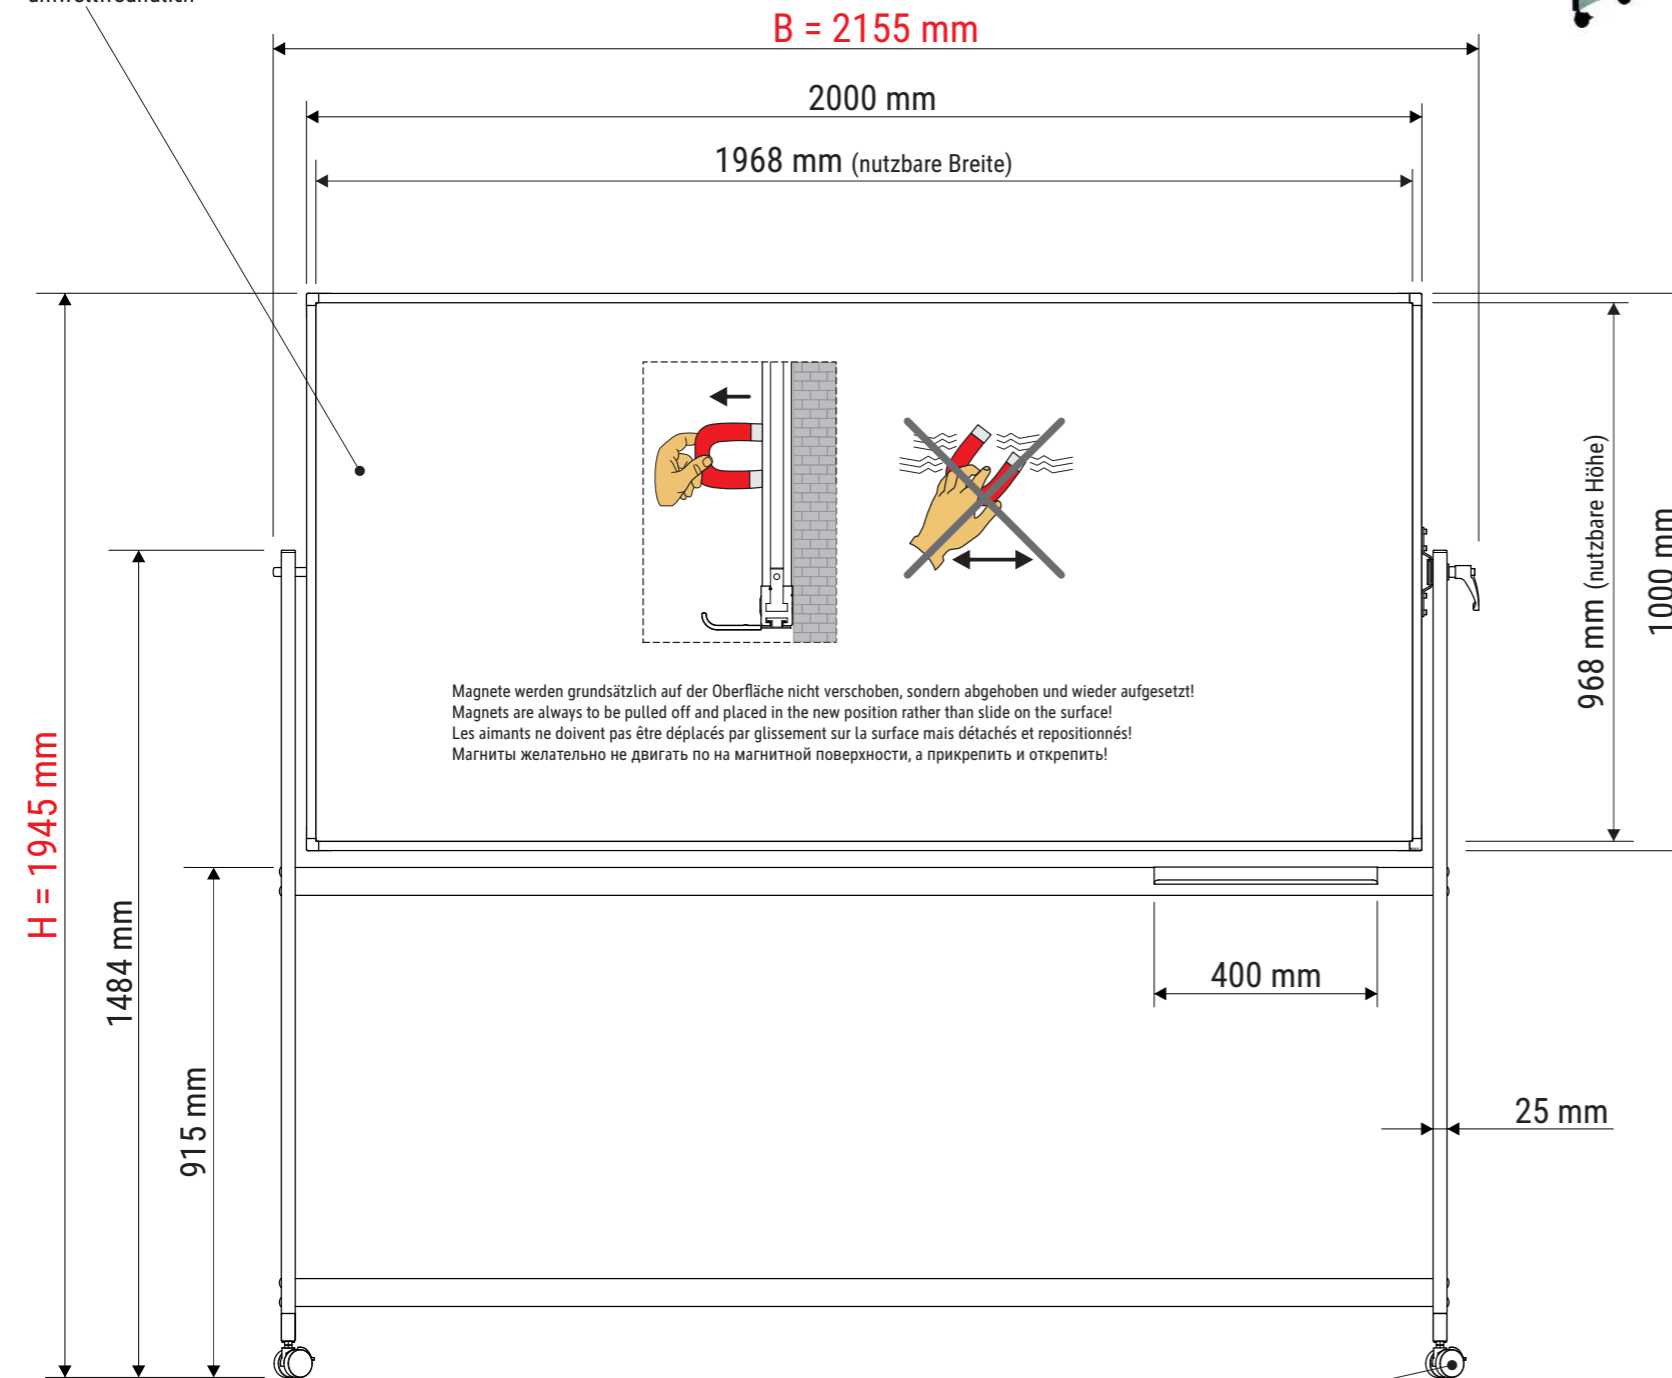 umweltfreundlich
B = 2155 mm
2000 mm
1968 mm (nutzbare Breite)
968 mm (nutzbare Höhe)
1000 mm
Magnete werden grundsätzlich auf der Oberfläche nicht verschoben, sondern abgehoben und wieder aufgesetzt!
Magnets are always to be pulled off and placed in the new position rather than slide on the surface!
Les aimants ne doivent pas être déplacés par glissement sur la surface mais détachés et repositionnés!
Магниты желательно не двигать по на магнитной поверхности, а прикрепить и открепить!
H = 1945 mm
1484 mm
915 mm
400 mm
25 mm